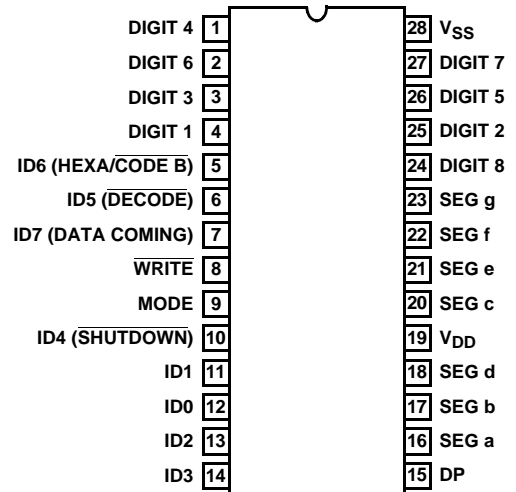 DIGIT 4 1 28 VSS
DIGIT 6 2 27 DIGIT 7
DIGIT 3 3 26 DIGIT 5
DIGIT 1 4 25 DIGIT 2
ID6 (HEXA/CODE B) 5 24 DIGIT 8
ID5 (DECODE) 6 23 SEG g
ID7 (DATA COMING) 7 22 SEG f
WRITE 8 21 SEG e
MODE 9 20 SEG c
ID4 (SHUTDOWN) 10 19 VDD
ID1 11 18 SEG d
ID0 12 17 SEG b
ID2 13 16 SEG a
ID3 14 15 DP